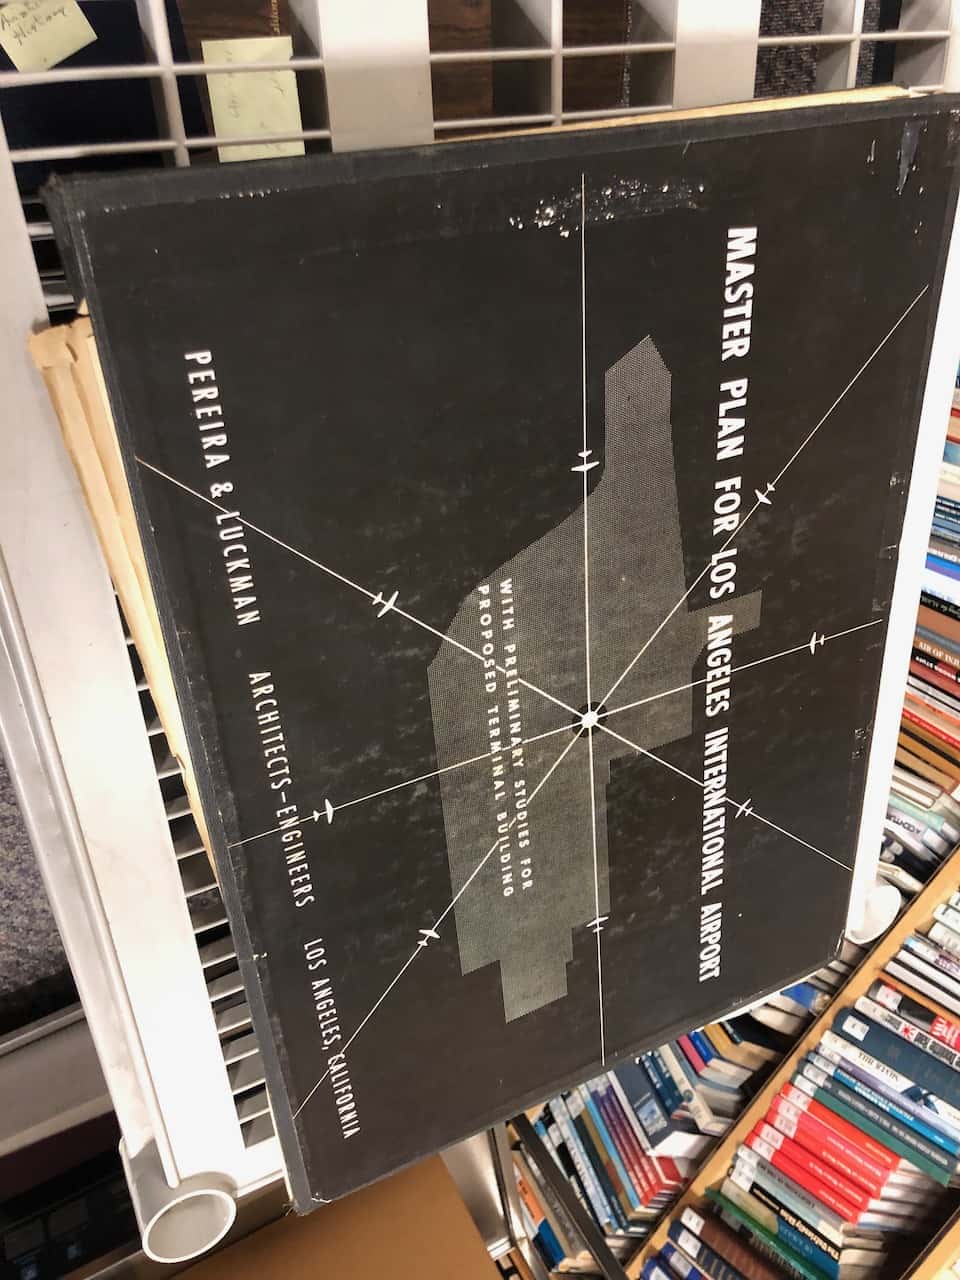 MASTER PLAN FOR LOS ANGELES INTERNATIONAL AIRPORT
WITH PRELIMINARY STUDIES FOR
PROPOSED TERMINAL BUILDING
PEREIRA & LUCKMAN ARCHITECTS–ENGINEERS LOS ANGELES, CALIFORNIA